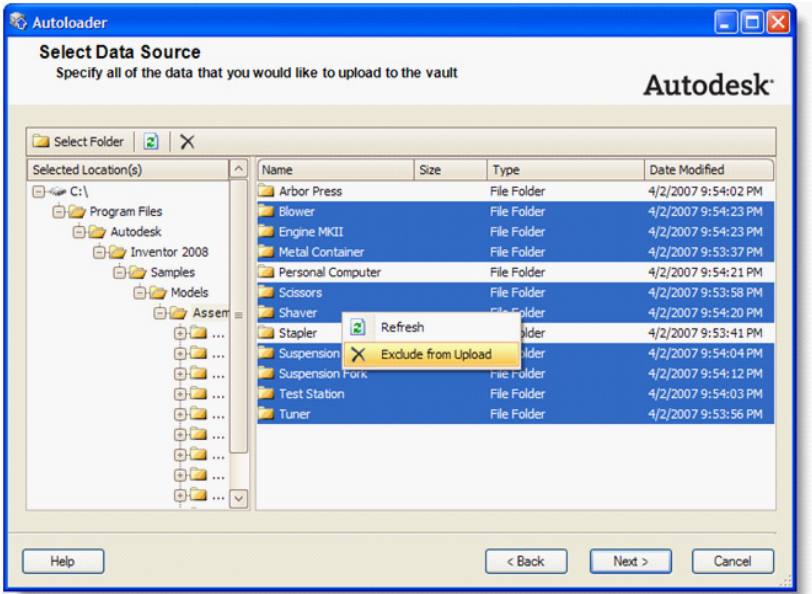 Autoloader
Select Data Source
Specify all of the data that you would like to upload to the vault
Autodesk
Select Folder
Selected Location(s)
C:\
Program Files
Autodesk
Inventor 2008
Samples
Models
Assem
...
...
...
...
...
...
...
...
...
Name Size Type Date Modified
Arbor Press File Folder 4/2/2007 9:54:02 PM
Blower File Folder 4/2/2007 9:54:23 PM
Engine MKII File Folder 4/2/2007 9:54:23 PM
Metal Container File Folder 4/2/2007 9:53:37 PM
Personal Computer File Folder 4/2/2007 9:54:21 PM
Scissors File Folder 4/2/2007 9:53:58 PM
Shaver File Folder 4/2/2007 9:54:20 PM
Stapler older 4/2/2007 9:53:41 PM
Suspension 4/2/2007 9:54:04 PM
Suspension Fork File Folder 4/2/2007 9:54:12 PM
Test Station File Folder 4/2/2007 9:54:03 PM
Tuner File Folder 4/2/2007 9:53:56 PM
Refresh
Exclude from Upload
Help
< Back
Next >
Cancel